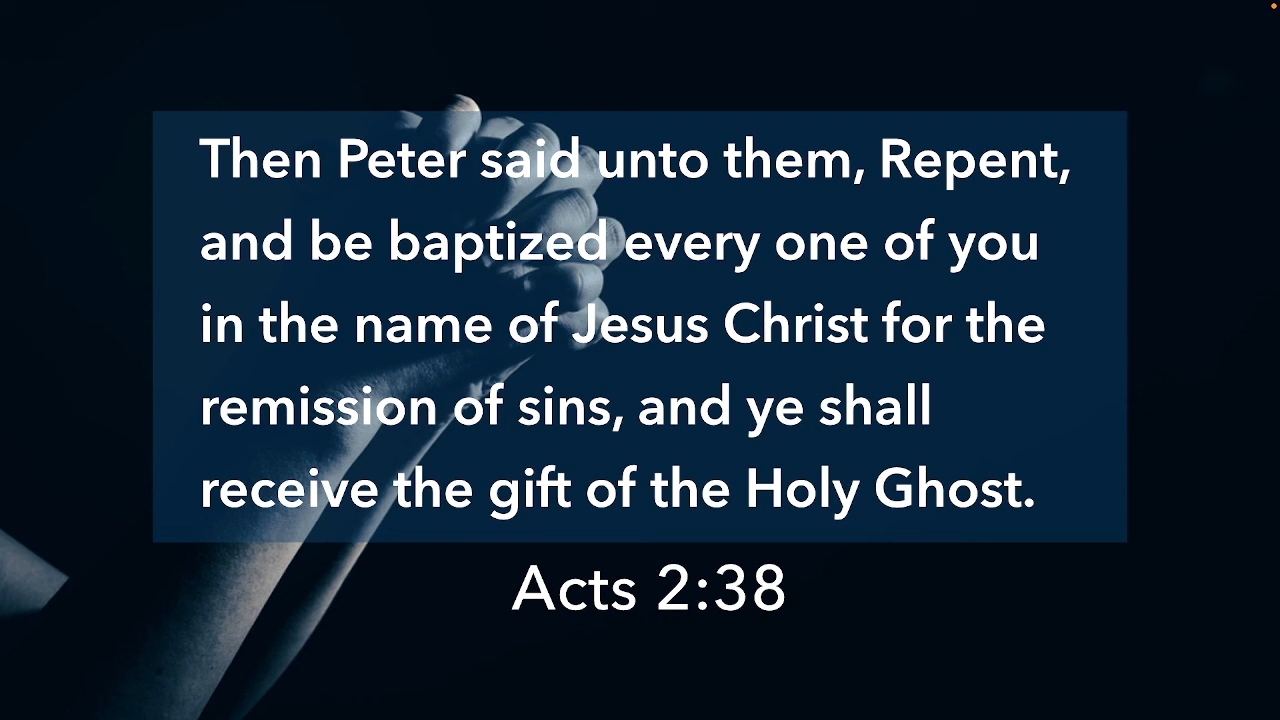 Then Peter said unto them, Repent,
and be baptized every one of you
in the name of Jesus Christ for the
remission of sins, and ye shall
receive the gift of the Holy Ghost.
Acts 2:38